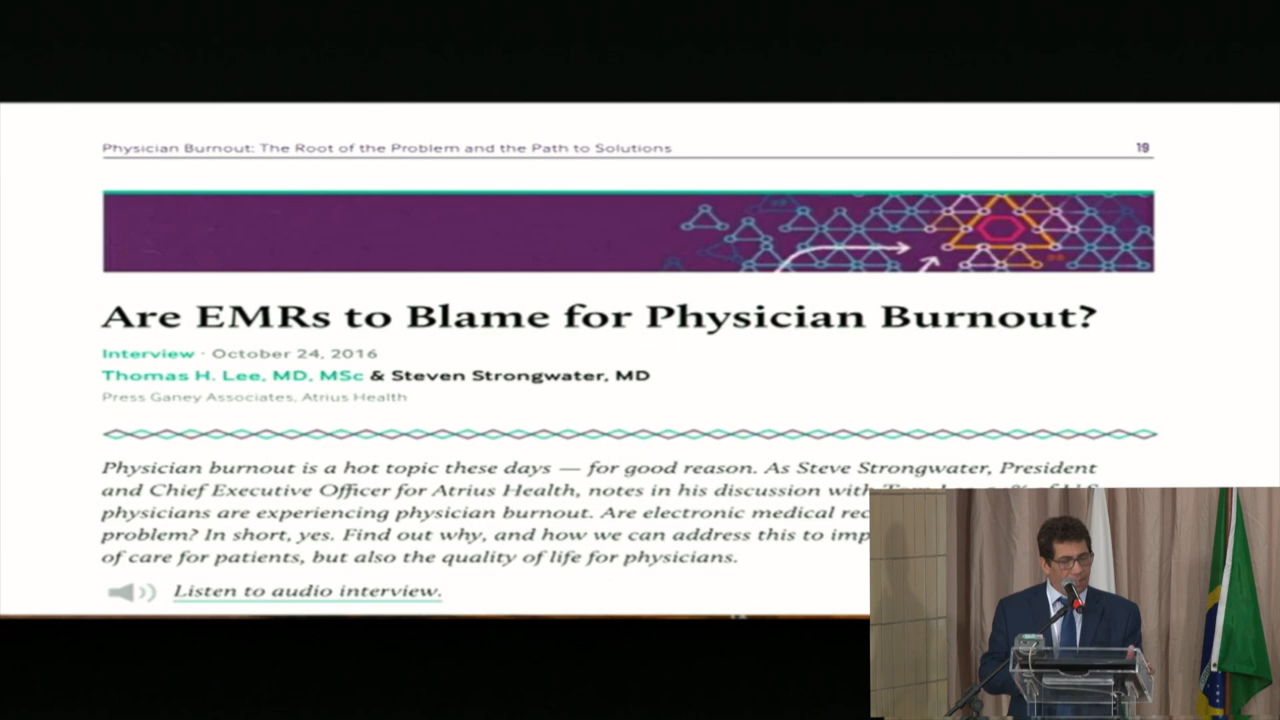 Physician Burnout: The Root of the Problem and the Path to Solutions 19
Are EMRs to Blame for Physician Burnout?
Interview · October 24, 2016
Thomas H. Lee, MD, MSc & Steven Strongwater, MD
Press Ganey Associates, Atrius Health
Physician burnout is a hot topic these days — for good reason. As Steve Strongwater, President
and Chief Executive Officer for Atrius Health, notes in his discussion with
physicians are experiencing physician burnout. Are electronic medical rec
problem? In short, yes. Find out why, and how we can address this to imp
of care for patients, but also the quality of life for physicians.
Listen to audio interview.